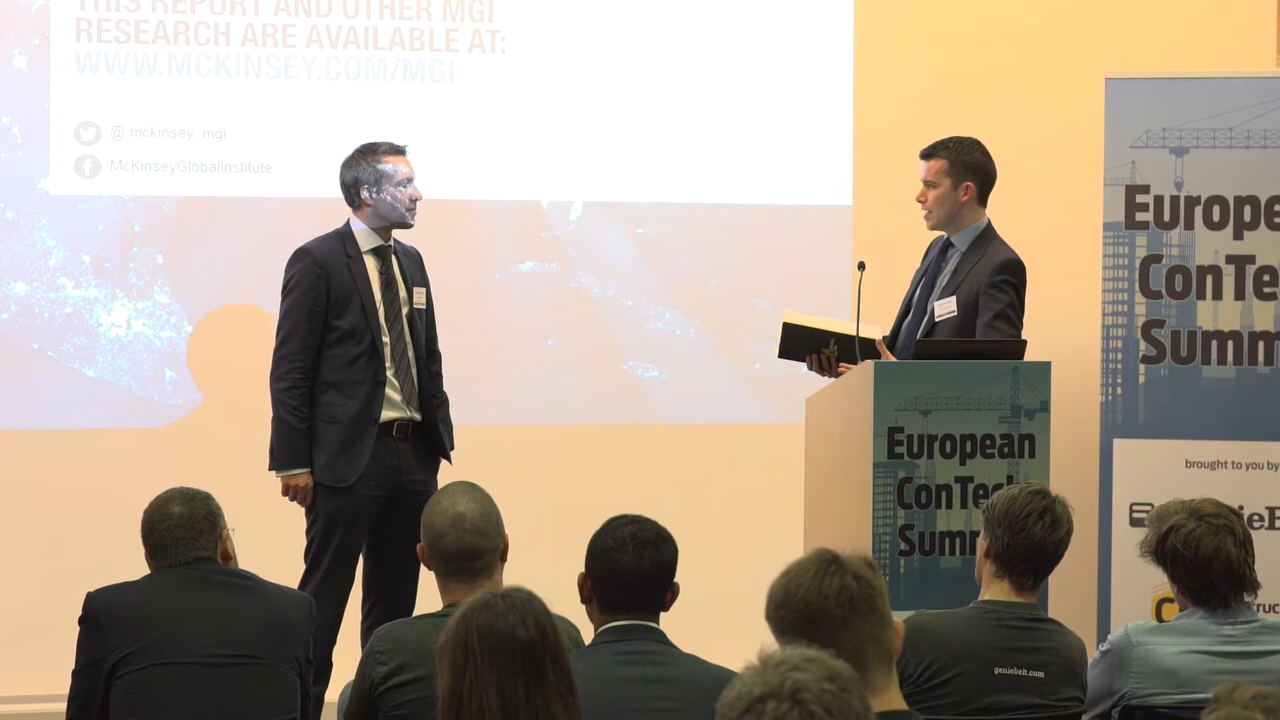 THIS REPORT AND OTHER MGI
RESEARCH ARE AVAILABLE AT:
WWW.MCKINSEY.COM/MGI
@ mckinsey_mgi
McKinseyGlobalInstitute
European
ConTech
Summ
Europe
ConTe
Summ
brought to you by
geniebelt.com